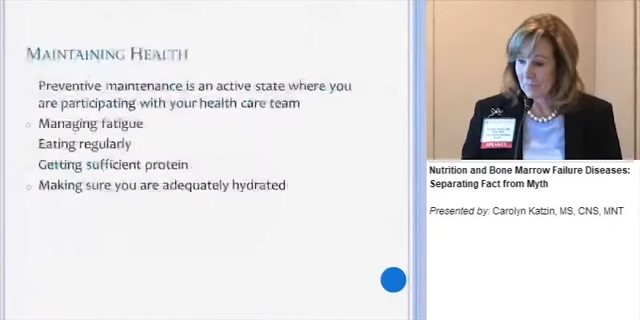 MAINTAINING HEALTH
Preventive maintenance is an active state where you
are participating with your health care team
Managing fatigue
Eating regularly
Getting sufficient protein
Making sure you are adequately hydrated
SPEAKER
Nutrition and Bone Marrow Failure Diseases:
Separating Fact from Myth
Presented by: Carolyn Katzin, MS, CNS, MNT